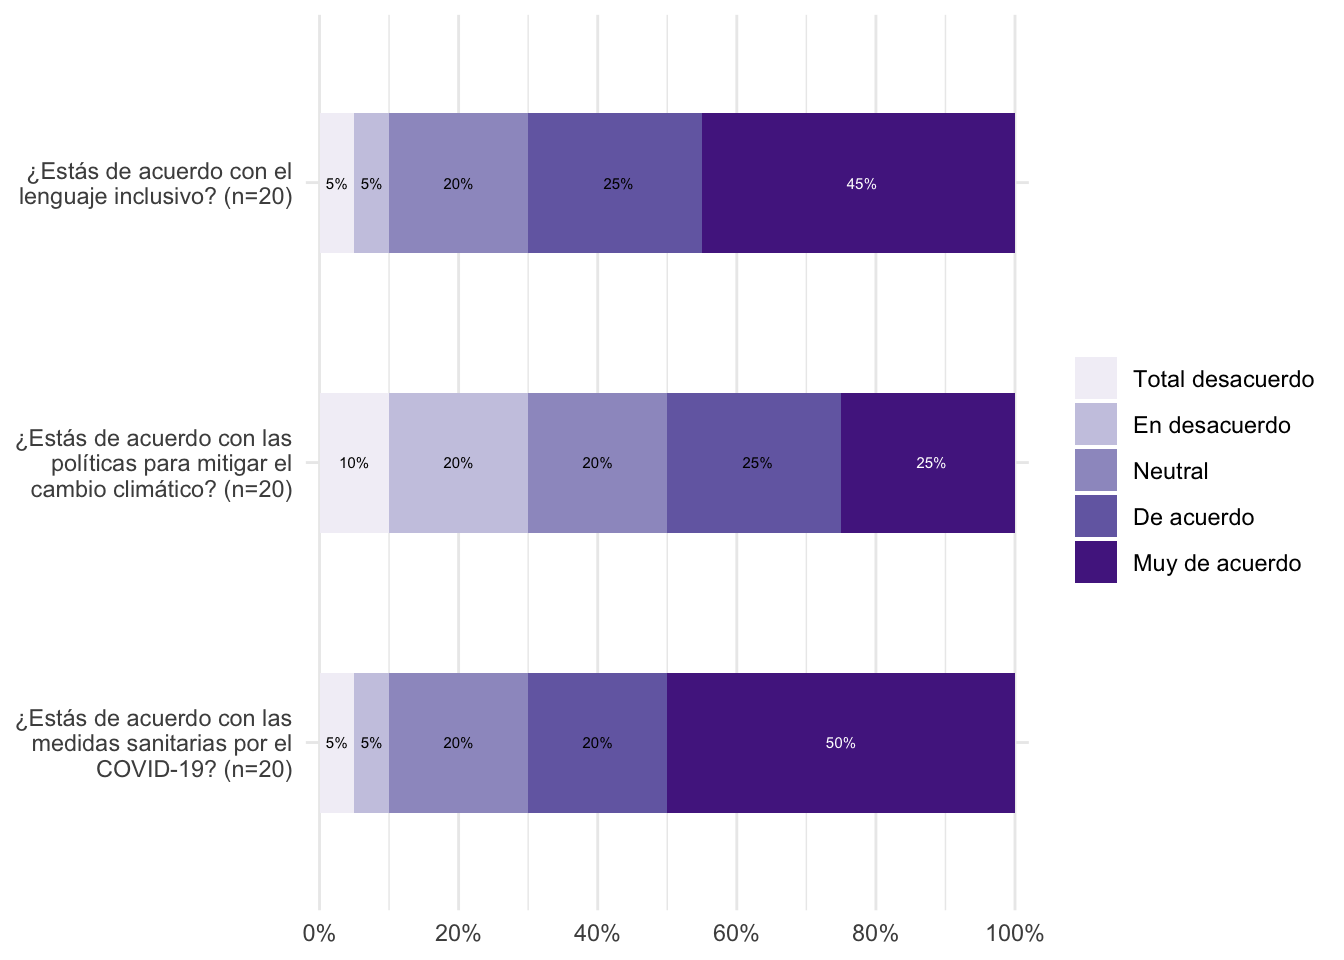 ¿Estás de acuerdo con el
lenguaje inclusivo? (n=20)
5% 5% 20% 25% 45%
¿Estás de acuerdo con las
políticas para mitigar el
cambio climático? (n=20)
10% 20% 20% 25% 25%
¿Estás de acuerdo con las
medidas sanitarias por el
COVID-19? (n=20)
5% 5% 20% 20% 50%
0% 20% 40% 60% 80% 100%
Total desacuerdo
En desacuerdo
Neutral
De acuerdo
Muy de acuerdo